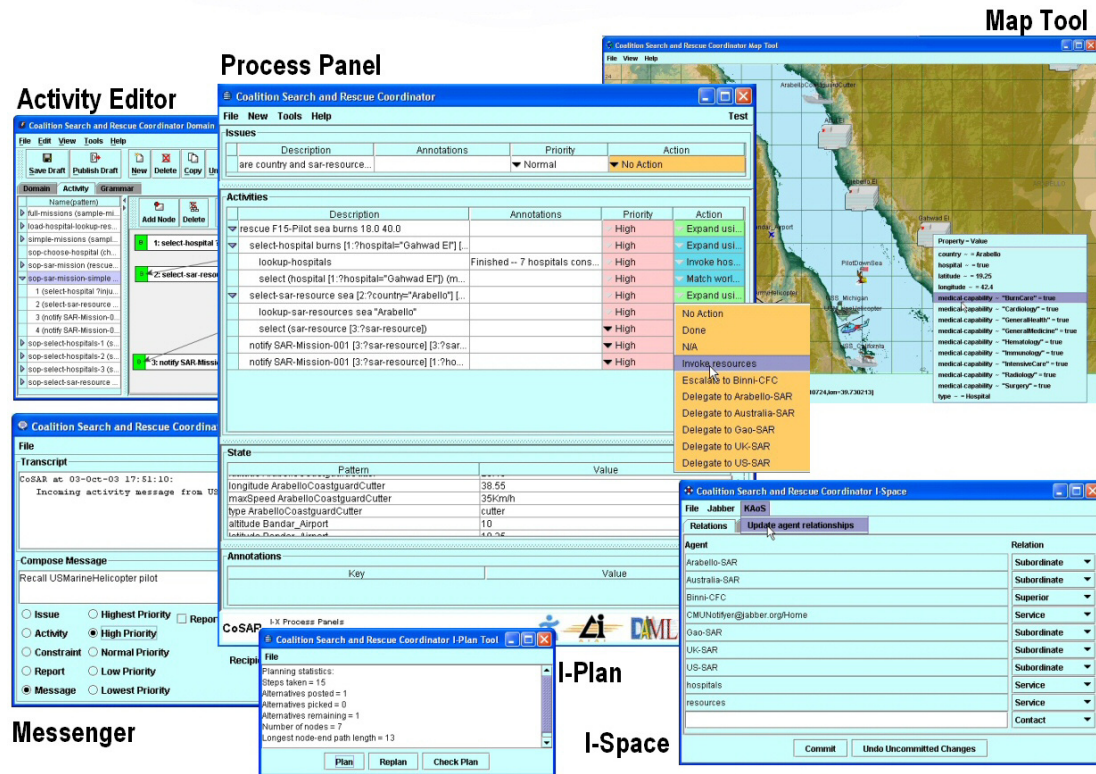 Map Tool
Process Panel
Activity Editor
Coalition Search and Rescue Coordinator Map Tool
File View Help
ArabelloCoastguardCutter
Arabello El
Gahwad El
PilotDownSea
USS_Michigan
Property - Value
country - = Arabello
hospital - = true
latitude - = 19.25
longitude - = 42.4
medical-capability - "BurnCare" = true
medical-capability - "Cardiology" = true
medical-capability - "GeneralHealth" = true
medical-capability - "GeneralMedicine" = true
medical-capability - "Hematology" = true
medical-capability - "Immunology" = true
medical-capability - "IntensiveCare" = true
medical-capability - "Radiology" = true
medical-capability - "Surgery" = true
type - = Hospital
Coalition Search and Rescue Coordinator
File New Tools Help Test
Issues
Description Annotations Priority Action
are country and sar-resource... Normal No Action
Activities
Description Annotations Priority Action
rescue F15-Pilot sea burns 18.0 40.0 High Expand usi...
select-hospital burns [1:?hospital="Gahwad El"] [... High Expand usi...
lookup-hospitals Finished -- 7 hospitals cons... High Invoke hos...
select (hospital [1:?hospital="Gahwad El"]) (m... High Match worl...
select-sar-resource sea [2:?country="Arabello"] [... High Expand usi...
lookup-sar-resources sea "Arabello" High
select (sar-resource [3:?sar-resource]) High
notify SAR-Mission-001 [3:?sar-resource] [3:?sar... High
notify SAR-Mission-001 [3:?sar-resource] [1:?ho... High
No Action
Done
N/A
Invoke resources
Escalate to Binni-CFC
Delegate to Arabello-SAR
Delegate to Australia-SAR
Delegate to Gao-SAR
Delegate to UK-SAR
Delegate to US-SAR
State
Pattern Value
longitude ArabelloCoastguardCutter 38.55
maxSpeed ArabelloCoastguardCutter 35Km/h
type ArabelloCoastguardCutter cutter
altitude Bandar_Airport 10
latitude Bandar_Airport 18.25
Annotations
Key Value
CoSAR I-X Process Panels
DAML
Coalition Search and Rescue Coordinator Domain
File Edit View Tools Help
Save Draft Publish Draft New Delete Copy
Domain Activity Grammar
Name(pattern)
full-missions (sample-mi...
load-hospital-lookup-res...
simple-missions (sampl...
sop-choose-hospital (ch...
sop-sar-mission (rescue...
sop-sar-mission-simple
1 (select-hospital ?inju...
2 (select-sar-resource
3 (notify SAR-Mission-0...
4 (notify SAR-Mission-0...
sop-select-hospitals-1 (s...
sop-select-hospitals-2 (s...
sop-select-hospitals-3 (s...
sop-select-sar-resource ...
Add Node Delete
1: select-hospital
2: select-sar-resou
3: notify SAR-Missi
Coalition Search and Rescue Coordina
File
Transcript
CoSAR at 03-Oct-03 17:51:10:
Incoming activity message from US
Compose Message
Recall USMarineHelicopter pilot
Issue Highest Priority Report
Activity High Priority
Constraint Normal Priority
Report Low Priority
Message Lowest Priority
Recipie
Messenger
Coalition Search and Rescue Coordinator I-Plan Tool
File
Planning statistics:
Steps taken = 15
Alternatives posted = 1
Alternatives picked = 0
Alternatives remaining = 1
Number of nodes = 7
Longest node-end path length = 13
Plan Replan Check Plan
I-Plan
I-Space
Coalition Search and Rescue Coordinator I-Space
File Jabber KAoS
Relations Update agent relationships
Agent Relation
Arabello-SAR Subordinate
Australia-SAR Subordinate
Binni-CFC Superior
CMUNotifyer@jabber.org/Home Service
Gao-SAR Subordinate
UK-SAR Subordinate
US-SAR Subordinate
hospitals Service
resources Service
Contact
Commit Undo Uncommitted Changes